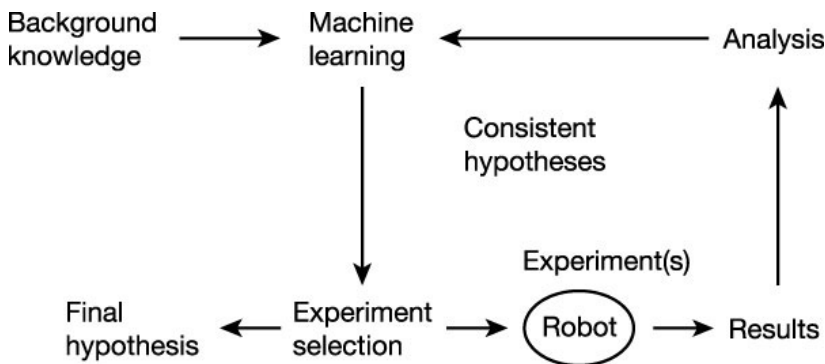 Background
knowledge
Machine
learning
Analysis
Consistent
hypotheses
Experiment(s)
Final
hypothesis
Experiment
selection
Robot
Results